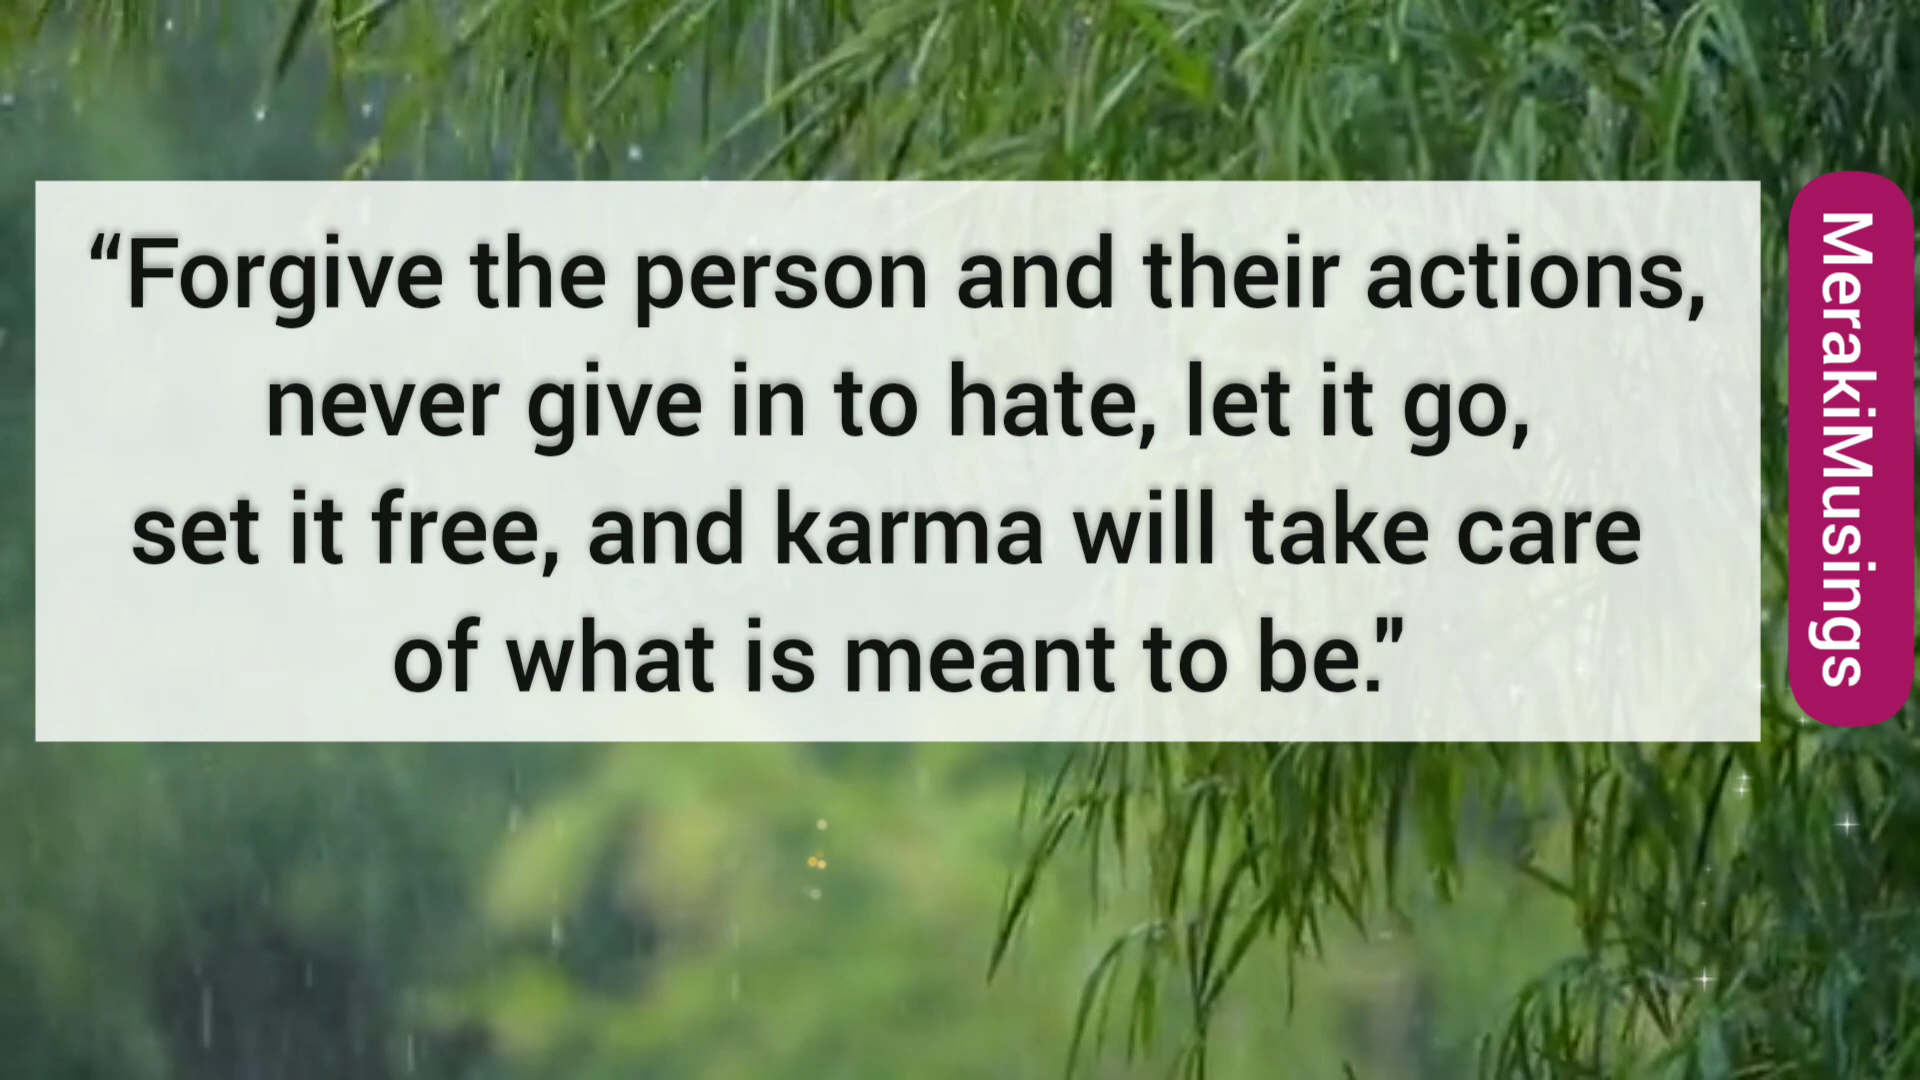 “Forgive the person and their actions,
never give in to hate, let it go,
set it free, and karma will take care
of what is meant to be.”
MerakiMusings